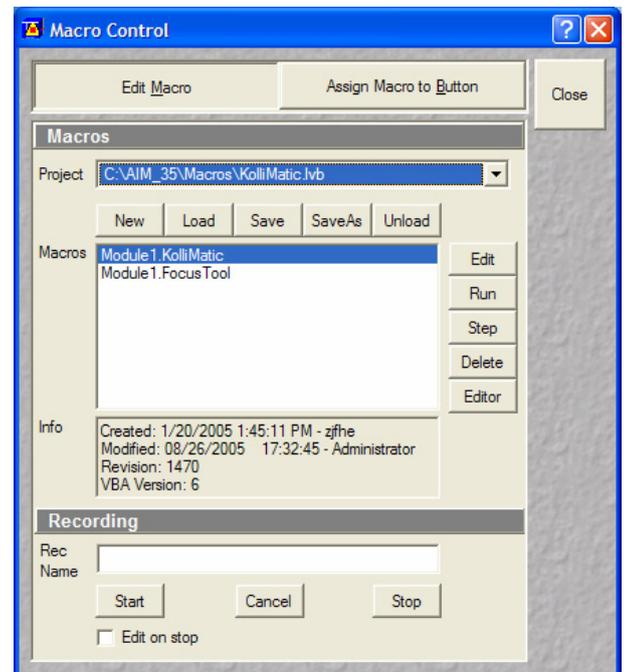 Macro Control
Edit Macro Assign Macro to Button Close
Macros
Project C:\AIM_35\Macros\KolliMatic.lvb
New Load Save SaveAs Unload
Macros Module1.KolliMatic Edit
Module1.FocusTool
Run
Step
Delete
Editor
Info Created: 1/20/2005 1:45:11 PM - zjfhe
Modified: 08/26/2005 17:32:45 - Administrator
Revision: 1470
VBA Version: 6
Recording
Rec
Name
Start Cancel Stop
Edit on stop